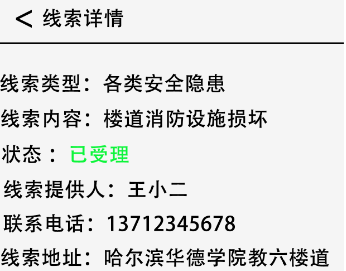 < 线索详情
线索类型：各类安全隐患
线索内容：楼道消防设施损坏
状态：已受理
线索提供人：王小二
联系电话：13712345678
线索地址：哈尔滨华德学院教六楼道